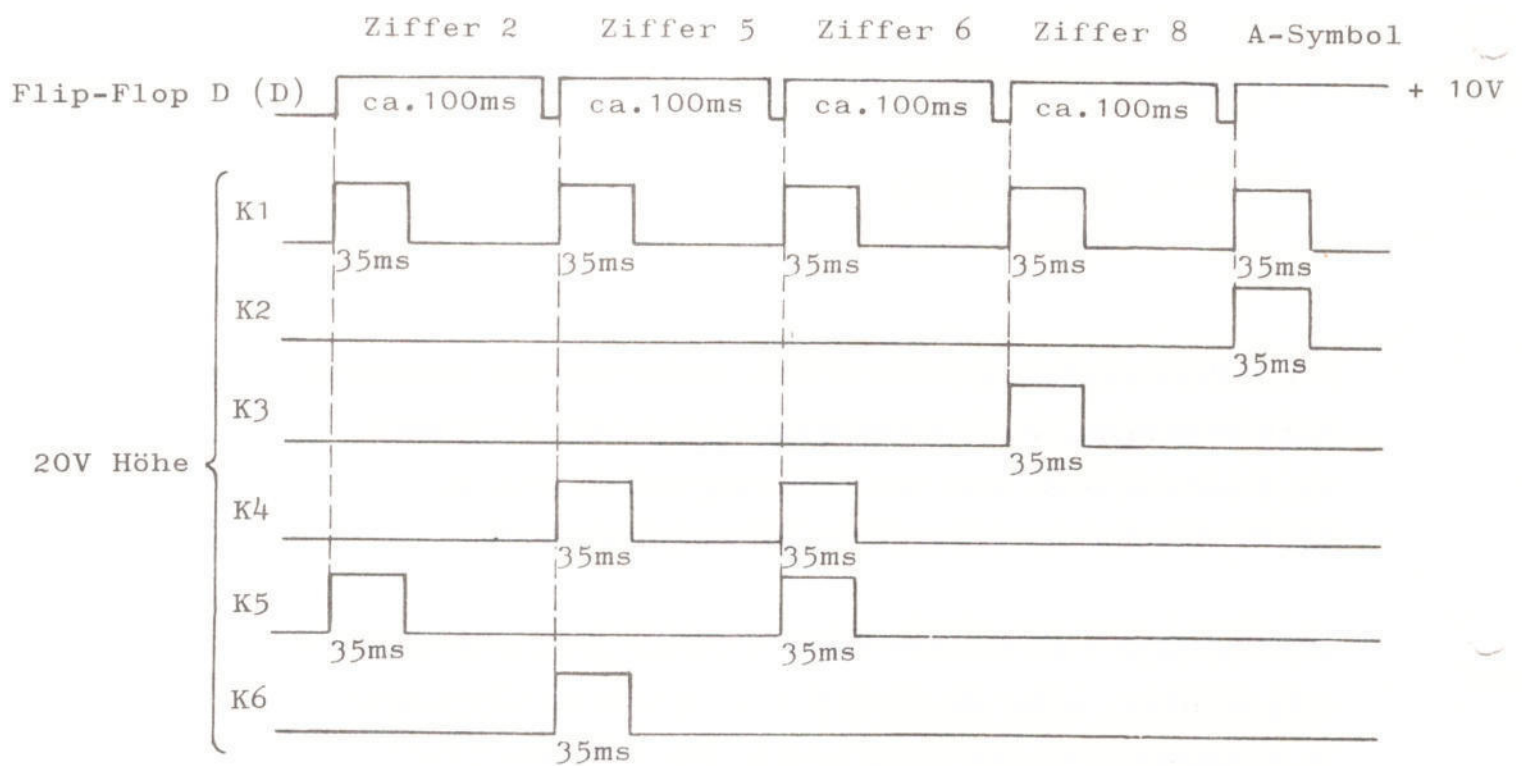 Ziffer 2 Ziffer 5 Ziffer 6 Ziffer 8 A-Symbol
Flip-Flop D (D) ca.100ms ca.100ms ca.100ms ca.100ms + 10V
K1
35ms 35ms 35ms 35ms 35ms
K2
35ms
K3
35ms
20V Höhe
K4
35ms 35ms
K5
35ms 35ms
K6
35ms